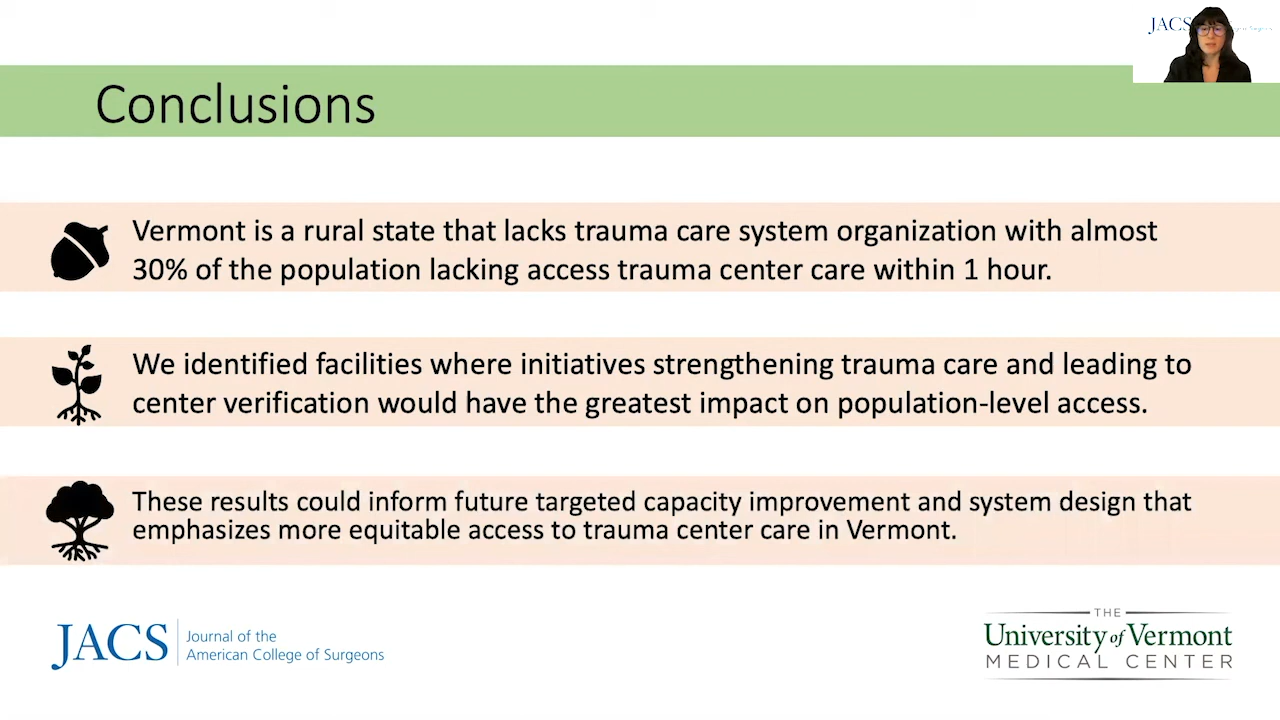 JACS
Conclusions
Vermont is a rural state that lacks trauma care system organization with almost
30% of the population lacking access trauma center care within 1 hour.
We identified facilities where initiatives strengthening trauma care and leading to
center verification would have the greatest impact on population-level access.
These results could inform future targeted capacity improvement and system design that
emphasizes more equitable access to trauma center care in Vermont.
JACS
Journal of the
American College of Surgeons
THE
University of Vermont
MEDICAL CENTER